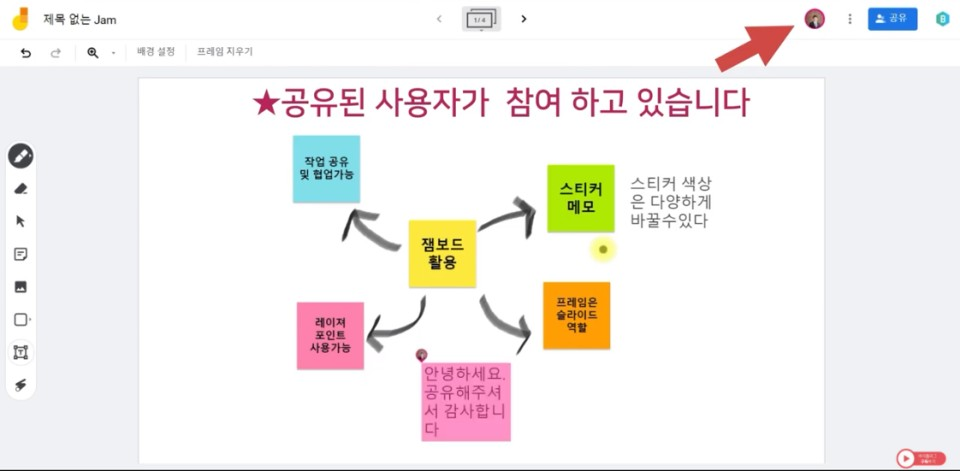 제목 없는 Jam
1/4
공유
B
배경 설정
프레임 지우기
★공유된 사용자가 참여 하고 있습니다
작업 공유
및 협업가능
스티커
메모
스티커 색상
은 다양하게
바꿀수있다
잼보드
활용
레이져
포인트
사용가능
프레임은
슬라이드
역할
안녕하세요.
공유해주셔
서 감사합니
다